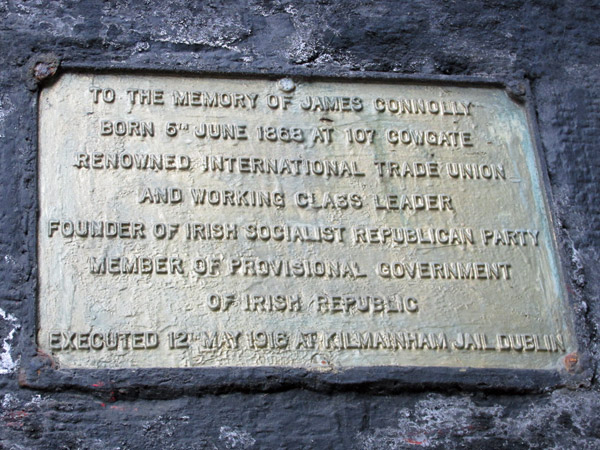 TO THE MEMORY OF JAMES CONNOLLY
BORN 5TH JUNE 1868 AT 107 COWGATE
RENOWNED INTERNATIONAL TRADE UNION
AND WORKING CLASS LEADER
FOUNDER OF IRISH SOCIALIST REPUBLICAN PARTY
MEMBER OF PROVISIONAL GOVERNMENT
OF IRISH REPUBLIC
EXECUTED 12TH MAY 1916 AT KILMAINHAM JAIL DUBLIN